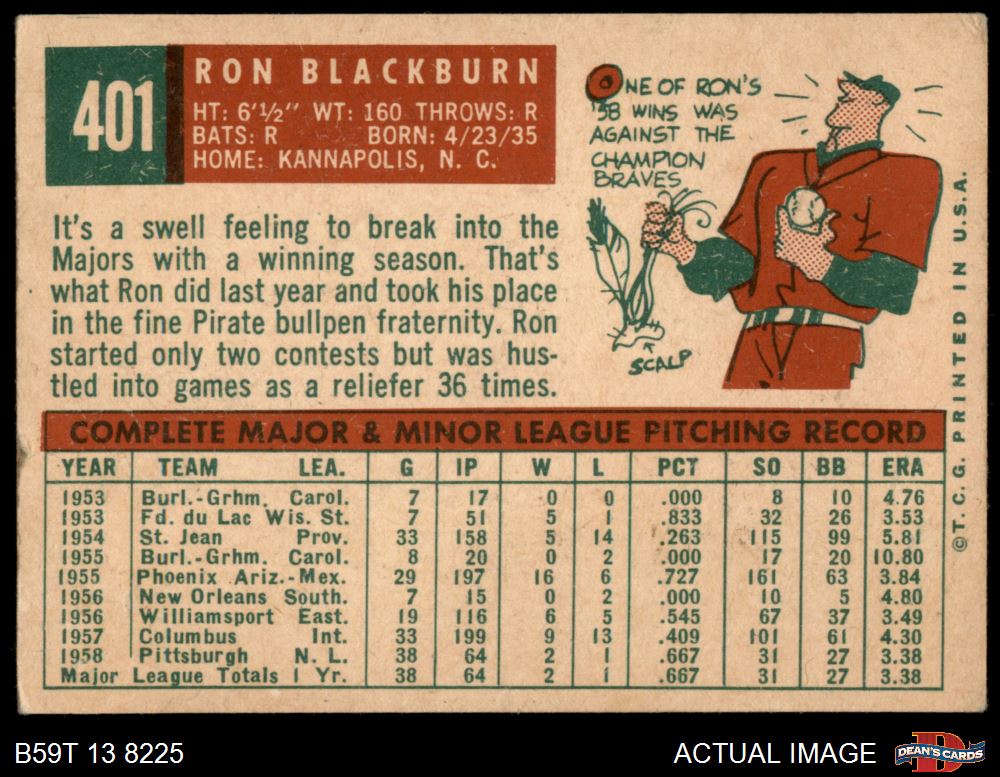 401
RON BLACKBURN
HT: 6'½" WT: 160 THROWS: R
BATS: R BORN: 4/23/35
HOME: KANNAPOLIS, N. C.
ONE OF RON'S
'58 WINS WAS
AGAINST THE
CHAMPION
BRAVES
SCALP
It's a swell feeling to break into the
Majors with a winning season. That's
what Ron did last year and took his place
in the fine Pirate bullpen fraternity. Ron
started only two contests but was hus-
tled into games as a reliefer 36 times.
COMPLETE MAJOR & MINOR LEAGUE PITCHING RECORD
YEAR TEAM LEA. G IP W L PCT SO BB ERA
1953 Burl.-Grhm. Carol. 7 17 0 0 .000 8 10 4.76
1953 Fd. du Lac Wis. St. 7 51 5 1 .833 32 26 3.53
1954 St. Jean Prov. 33 158 5 14 .263 115 99 5.81
1955 Burl.-Grhm. Carol. 8 20 0 2 .000 17 20 10.80
1955 Phoenix Ariz.-Mex. 29 197 16 6 .727 161 63 3.84
1956 New Orleans South. 7 15 0 2 .000 10 5 4.80
1956 Williamsport East. 19 116 6 5 .545 67 37 3.49
1957 Columbus Int. 33 199 9 13 .409 101 61 4.30
1958 Pittsburgh N. L. 38 64 2 1 .667 31 27 3.38
Major League Totals 1 Yr. 38 64 2 1 .667 31 27 3.38
©T. C. G. PRINTED IN U.S.A.
B59T 13 8225
ACTUAL IMAGE
D
DEAN'S CARDS